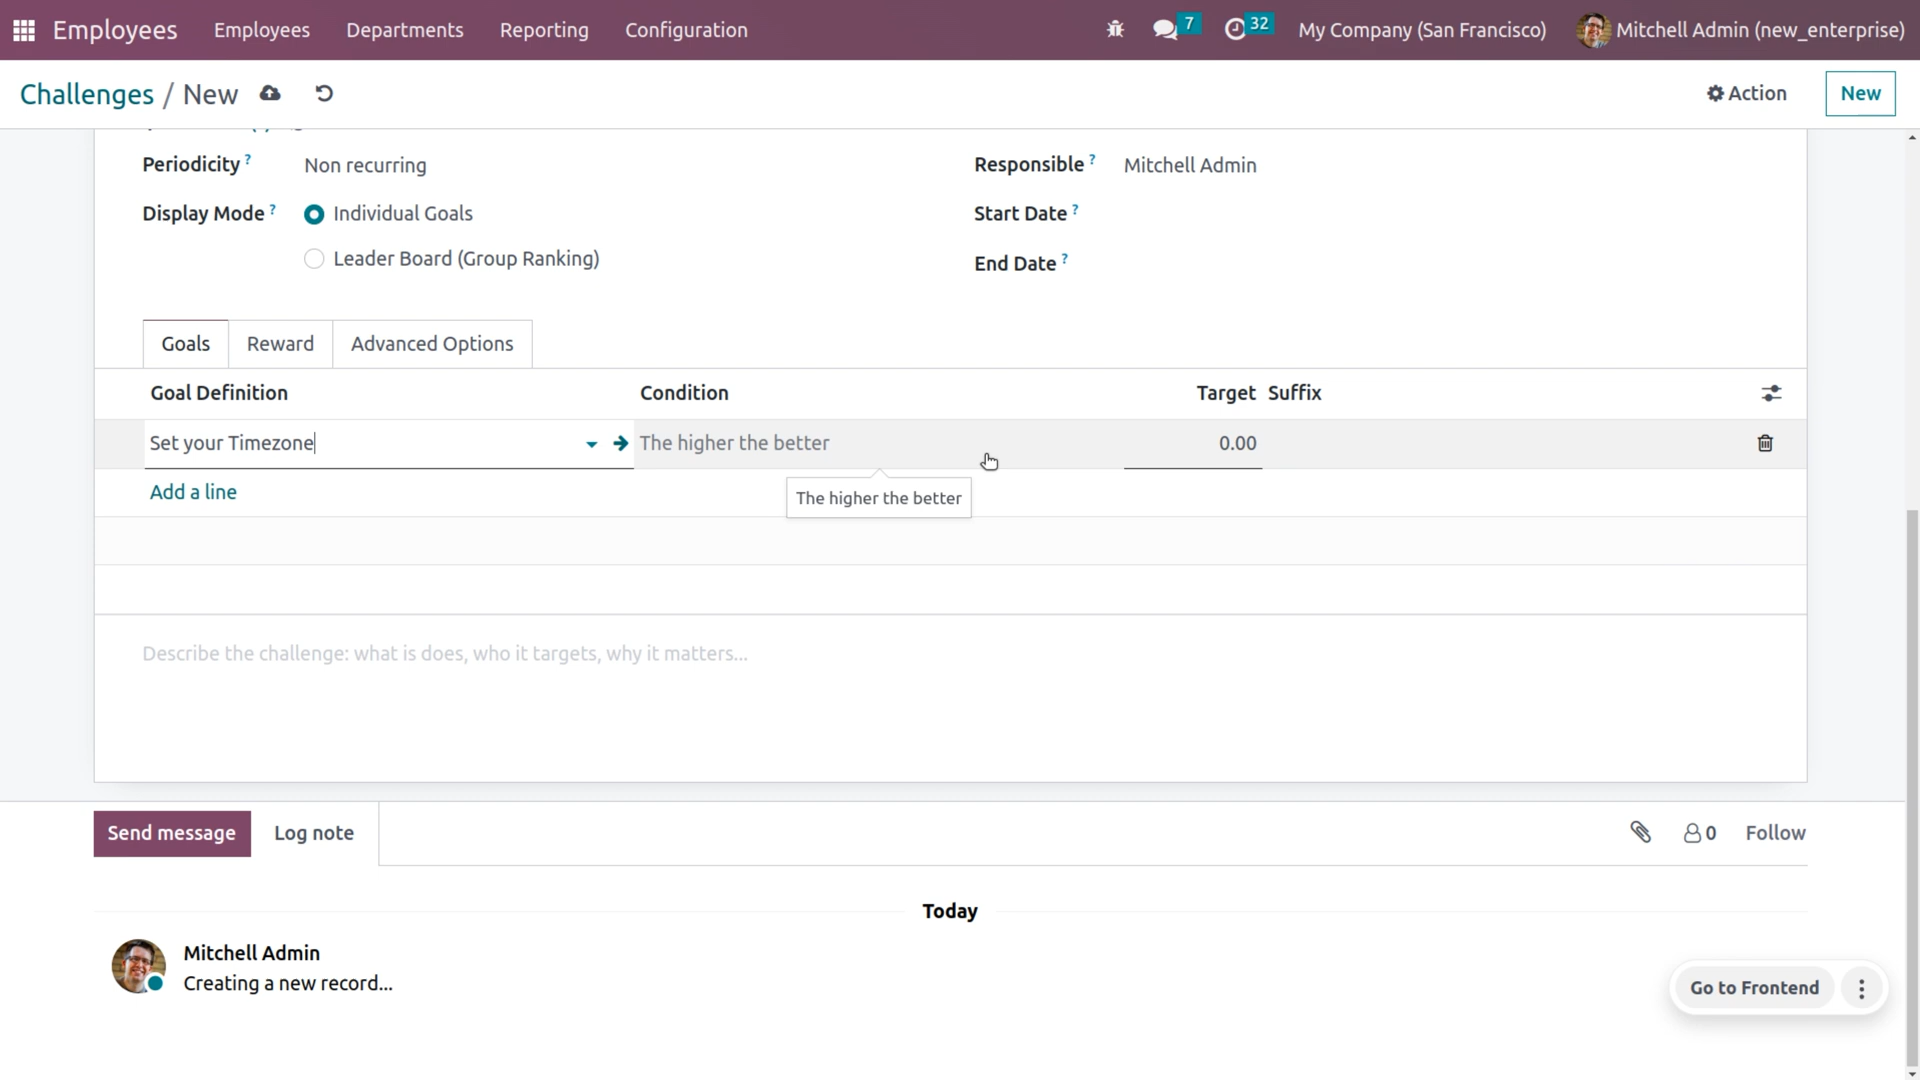 Employees Employees Departments Reporting Configuration 7 32 My Company (San Francisco) Mitchell Admin (new_enterprise)
Challenges / New Action New
Periodicity ? Non recurring Responsible ? Mitchell Admin
Display Mode ? Individual Goals Start Date ?
Leader Board (Group Ranking) End Date ?
Goals Reward Advanced Options
Goal Definition Condition Target Suffix
Set your Timezone The higher the better 0.00
Add a line The higher the better
Describe the challenge: what is does, who it targets, why it matters...
Send message Log note 0 Follow
Today
Mitchell Admin
Creating a new record...
Go to Frontend